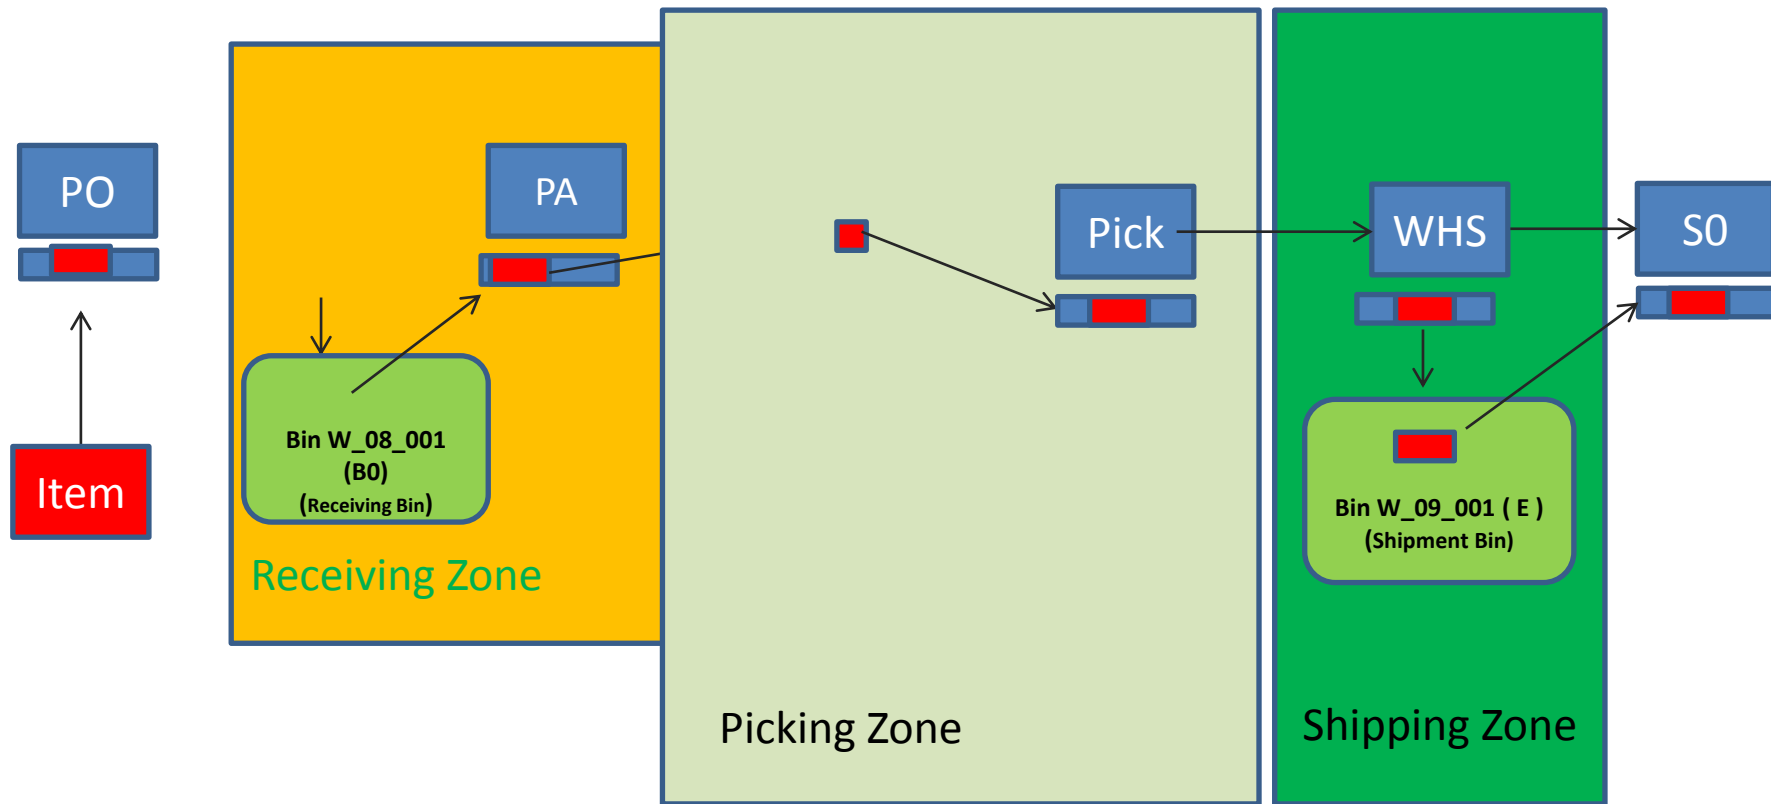 PO
Item
PA
Bin W_08_001
(B0)
(Receiving Bin)
Receiving Zone
Pick
Picking Zone
WHS
Bin W_09_001 ( E )
(Shipment Bin)
Shipping Zone
S0